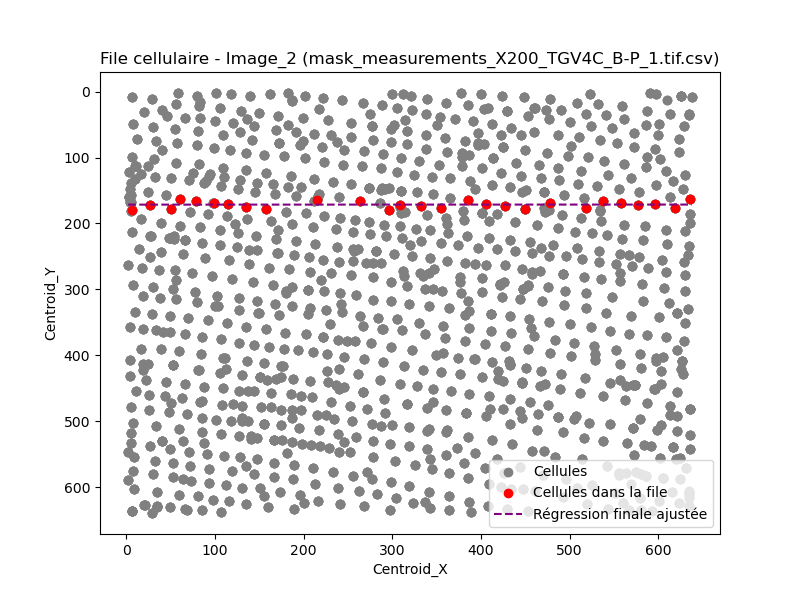 File cellulaire - Image_2 (mask_measurements_X200_TGV4C_B-P_1.tif.csv)
0
100
200
300
400
500
600
Centroid_Y
Cellules
Cellules dans la file
Régression finale ajustée
0 100 200 300 400 500 600
Centroid_X